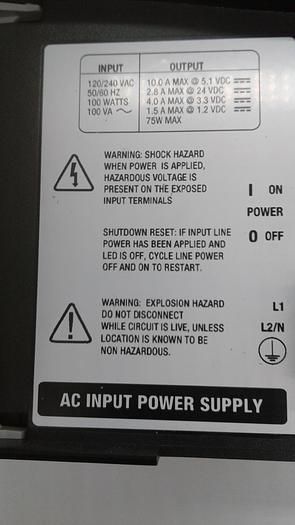 INPUT OUTPUT
120/240 VAC 10.0 A MAX @ 5.1 VDC
50/60 HZ 2.8 A MAX @ 24 VDC
100 WATTS 4.0 A MAX @ 3.3 VDC
100 VA 1.5 A MAX @ 1.2 VDC
75W MAX
WARNING: SHOCK HAZARD
WHEN POWER IS APPLIED,
HAZARDOUS VOLTAGE IS
PRESENT ON THE EXPOSED
INPUT TERMINALS
I ON
POWER
0 OFF
SHUTDOWN RESET: IF INPUT LINE
POWER HAS BEEN APPLIED AND
LED IS OFF, CYCLE LINE POWER
OFF AND ON TO RESTART.
WARNING: EXPLOSION HAZARD
DO NOT DISCONNECT
WHILE CIRCUIT IS LIVE, UNLESS
LOCATION IS KNOWN TO BE
NON HAZARDOUS.
L1
L2/N
AC INPUT POWER SUPPLY